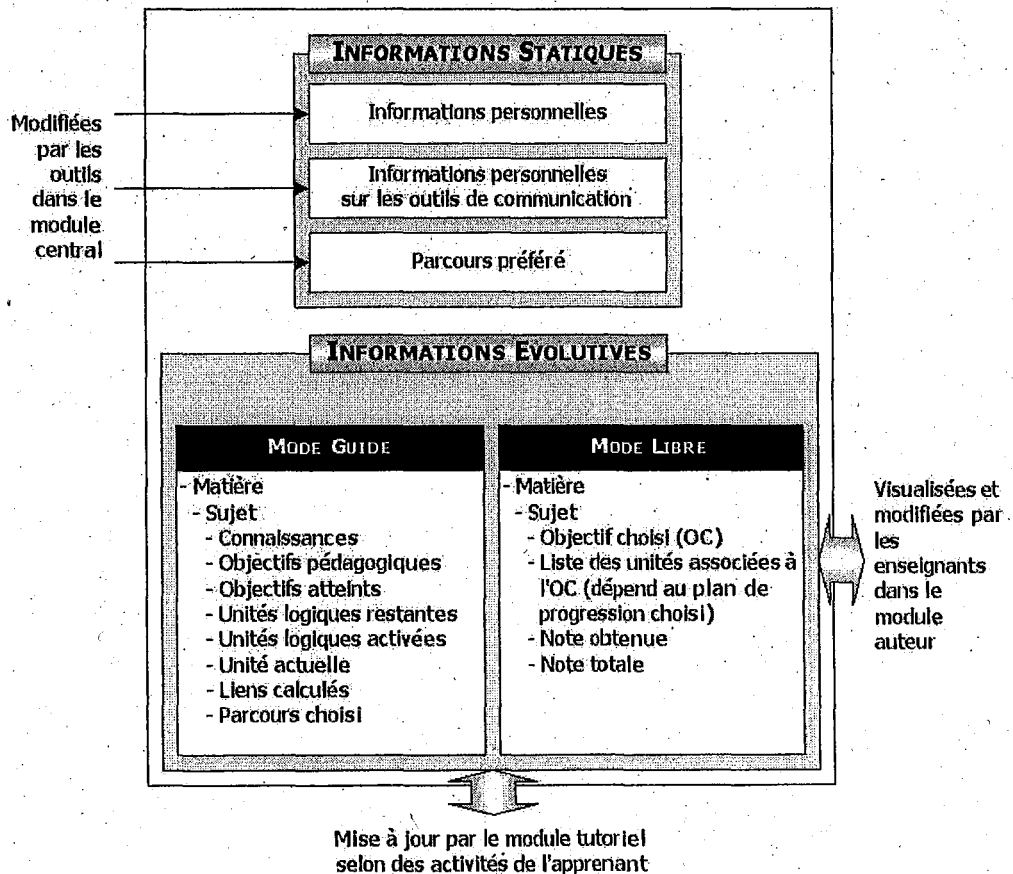 INFORMATIONS STATIQUES
Informations personnelles
Informations personnelles
sur les outils de communication
Parcours préféré
Modifiées
par les
outils
dans le
module
central
INFORMATIONS EVOLUTIVES
MODE GUIDE
- Matière
- Sujet
- Connaissances
- Objectifs pédagogiques
- Objectifs atteints
- Unités logiques restantes
- Unités logiques activées
- Unité actuelle
- Liens calculés
- Parcours choisi
MODE LIBRE
- Matière
- Sujet
- Objectif choisi (OC)
- Liste des unités associées à
l'OC (dépend au plan de
progression choisi)
- Note obtenue
- Note totale
Visualisées et
modifiées par
les
enseignants
dans le
module
auteur
Mise à jour par le module tutoriel
selon des activités de l'apprenant